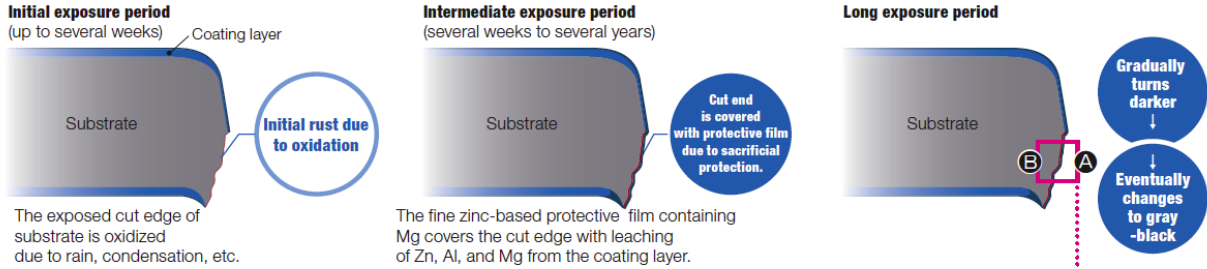 Initial exposure period
(up to several weeks)
Coating layer
Substrate
Initial rust due
to oxidation
The exposed cut edge of
substrate is oxidized
due to rain, condensation, etc.
Intermediate exposure period
(several weeks to several years)
Substrate
Cut end
is covered
with protective film
due to sacrificial
protection.
The fine zinc-based protective film containing
Mg covers the cut edge with leaching
of Zn, Al, and Mg from the coating layer.
Long exposure period
Substrate
B
A
Gradually
turns
darker
↓
↓
Eventually
changes
to gray
-black